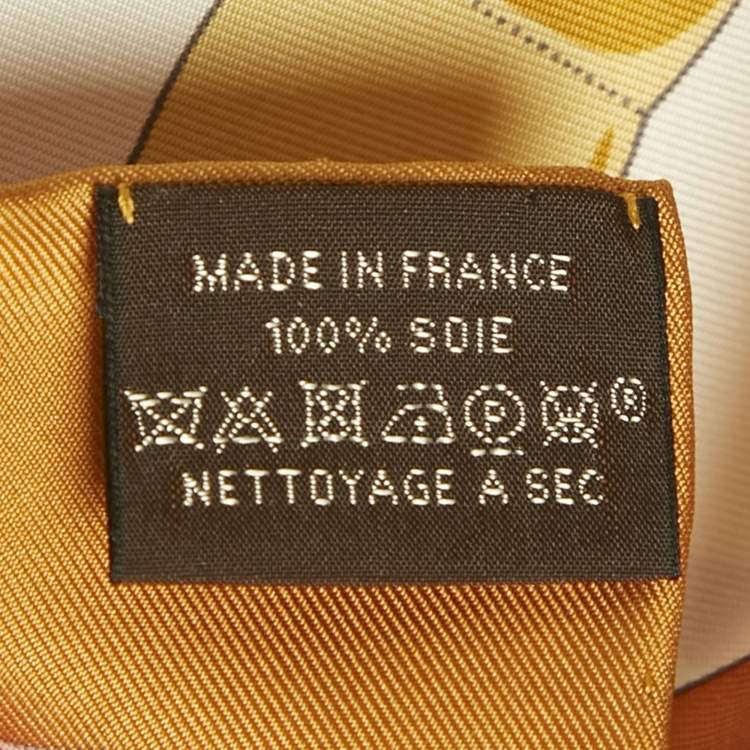 MADE IN FRANCE
100% SOIE
P W ®
NETTOYAGE A SEC